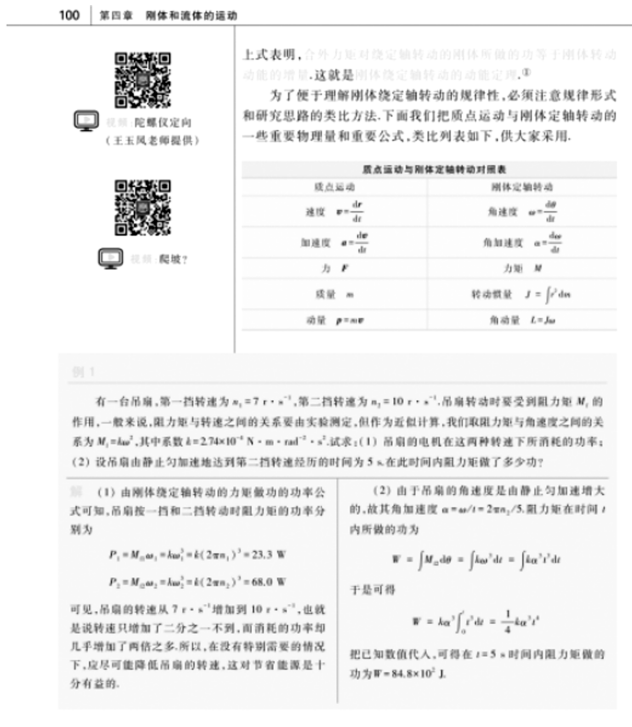 100 第四章 刚体和流体的运动
视频:陀螺仪定向
(王玉凤老师提供)
视频:爬坡?
上式表明,合外力矩对绕定轴转动的刚体所做的功等于刚体转动
动能的增量.这就是刚体绕定轴转动的动能定理.①
为了便于理解刚体绕定轴转动的规律性,必须注意规律形式
和研究思路的类比方法.下面我们把质点运动与刚体定轴转动的
一些重要物理量和重要公式,类比列表如下,供大家采用.
质点运动与刚体定轴转动对照表
质点运动 刚体定轴转动
速度 v=dr/dt 角速度 ω=dθ/dt
加速度 a=dv/dt 角加速度 α=dω/dt
力 F 力矩 M
质量 m 转动惯量 J=∫r²dm
动量 p=mv 角动量 L=Jω
例 1
有一台吊扇,第一挡转速为 n₁=7 r·s⁻¹,第二挡转速为 n₂=10 r·s⁻¹.吊扇转动时要受到阻力矩 Mf 的
作用,一般来说,阻力矩与转速之间的关系要由实验测定,但作为近似计算,我们取阻力矩与角速度之间的关
系为 Mf=kω²,其中系数 k=2.74×10⁻⁴ N·m·rad⁻²·s².试求:(1) 吊扇的电机在这两种转速下所消耗的功率;
(2) 设吊扇由静止匀加速地达到第二挡转速经历的时间为 5 s.在此时间内阻力矩做了多少功?
解 (1) 由刚体绕定轴转动的力矩做功的功率公
式可知,吊扇按一挡和二挡转动时阻力矩的功率分
别为
P₁=Mf1ω₁=kω₁³=k(2πn₁)³=23.3 W
P₂=Mf2ω₂=kω₂³=k(2πn₂)³=68.0 W
可见,吊扇的转速从 7 r·s⁻¹增加到 10 r·s⁻¹,也就
是说转速只增加了二分之一不到,而消耗的功率却
几乎增加了两倍之多.所以,在没有特别需要的情况
下,应尽可能降低吊扇的转速,这对节省能源是十
分有益的.
(2) 由于吊扇的角速度是由静止匀加速增大
的,故其角加速度 α=ω/t=2πn₂/5.阻力矩在时间 t
内所做的功为
W=∫Mfdθ=∫kω³dt=∫kα³t³dt
于是可得
W=kα³∫₀ᵗt³dt=1/4kα³t⁴
把已知数值代入,可得在 t=5 s 时间内阻力矩做的
功为W=84.8×10² J.